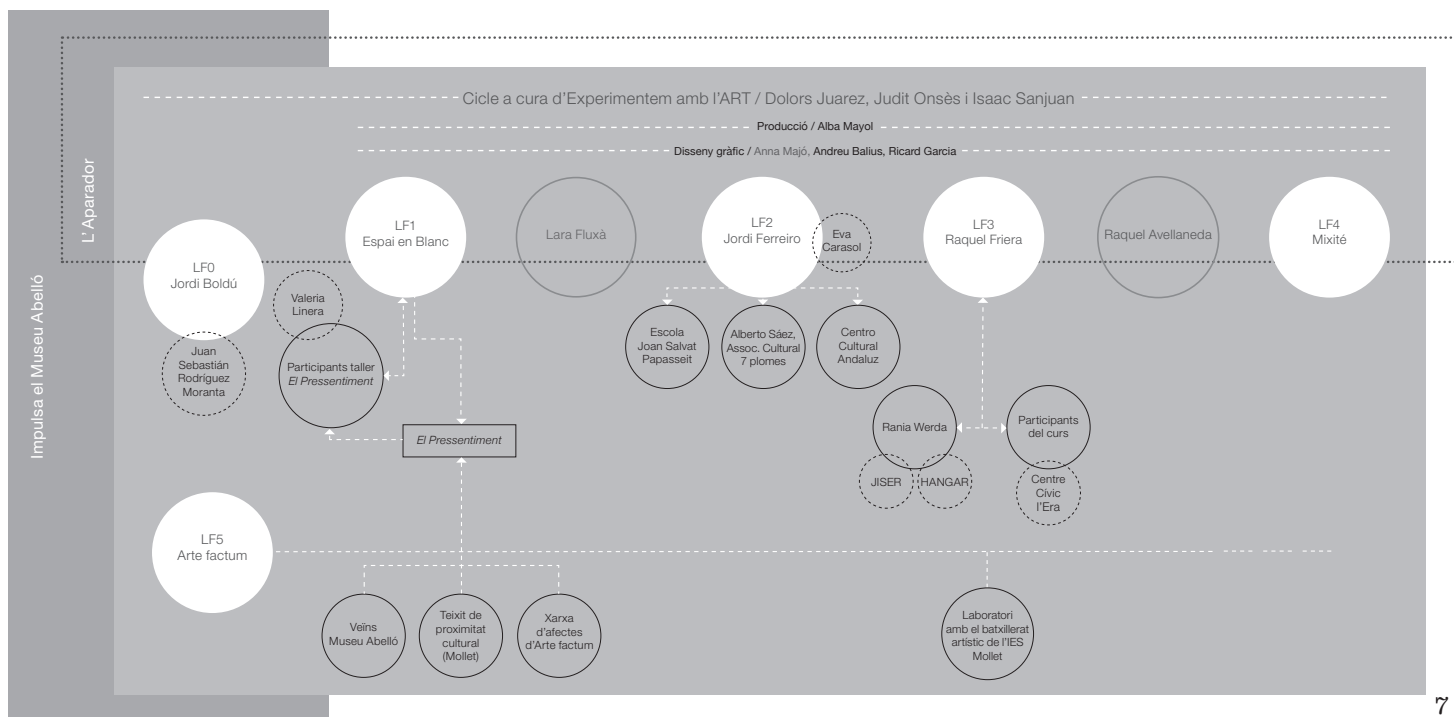 Impulsa el Museu Abelló
L'Aparador
Cicle a cura d'Experimentem amb l'ART / Dolors Juarez, Judit Onsès i Isaac Sanjuan
Producció / Alba Mayol
Disseny gràfic / Anna Majó, Andreu Balius, Ricard Garcia
LF0
Jordi Boldú
Juan
Sebastián
Rodríguez
Moranta
LF1
Espai en Blanc
Valeria
Linera
Participants taller
El Pressentiment
El Pressentiment
Lara Fluxà
LF2
Jordi Ferreiro
Eva
Carasol
Escola
Joan Salvat
Papasseit
Alberto Sáez,
Assoc. Cultural
7 plomes
Centro
Cultural
Andaluz
LF3
Raquel Friera
Rania Werda
JISER
HANGAR
Participants
del curs
Centre
Cívic
l'Era
Raquel Avellaneda
LF4
Mixité
LF5
Arte factum
Veïns
Museu Abelló
Teixit de
proximitat
cultural
(Mollet)
Xarxa
d'afectes
d'Arte factum
Laboratori
amb el batxillerat
artístic de l'IES
Mollet
7